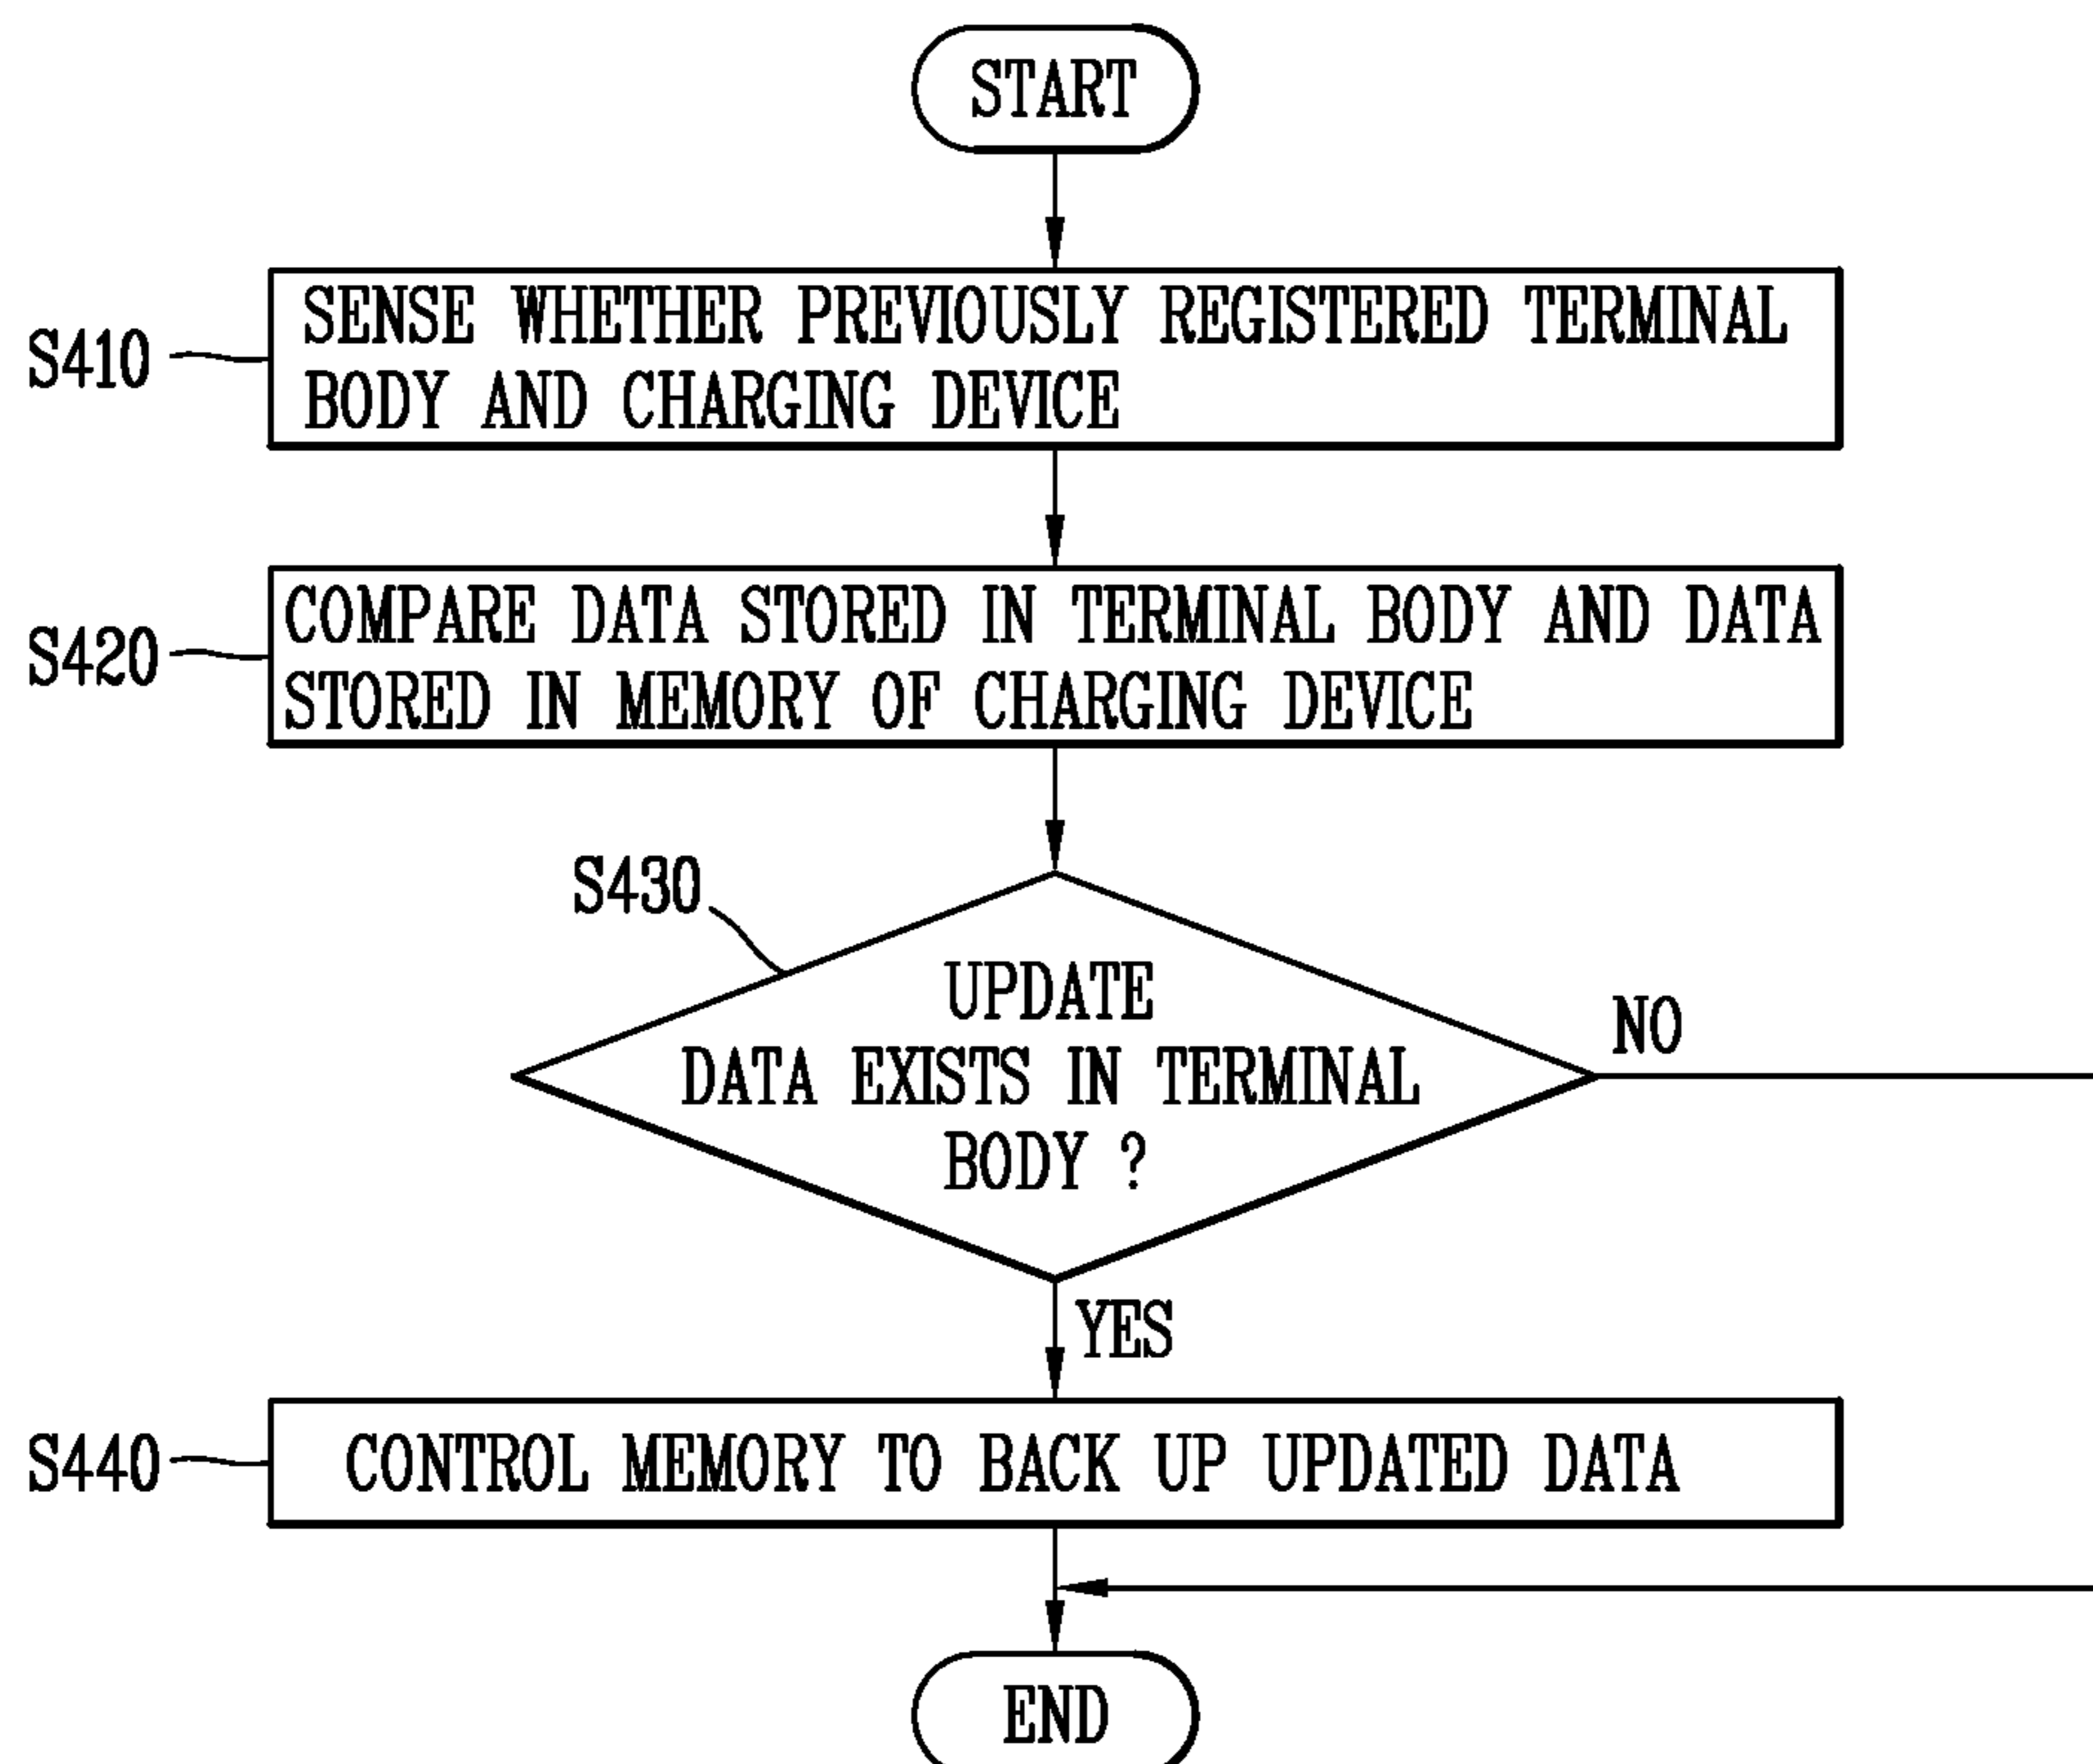 START
S410
SENSE WHETHER PREVIOUSLY REGISTERED TERMINAL
BODY AND CHARGING DEVICE
S420
COMPARE DATA STORED IN TERMINAL BODY AND DATA
STORED IN MEMORY OF CHARGING DEVICE
S430
UPDATE
DATA EXISTS IN TERMINAL
BODY ?
NO
YES
S440
CONTROL MEMORY TO BACK UP UPDATED DATA
END